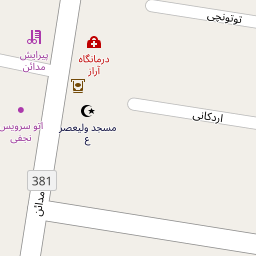 توتونچی
پیرایش
مدائن
درمانگاه
آراز
اردکانی
مسجد ولیعصر
ع
اتو سرویس
نجفی
381
مدائن